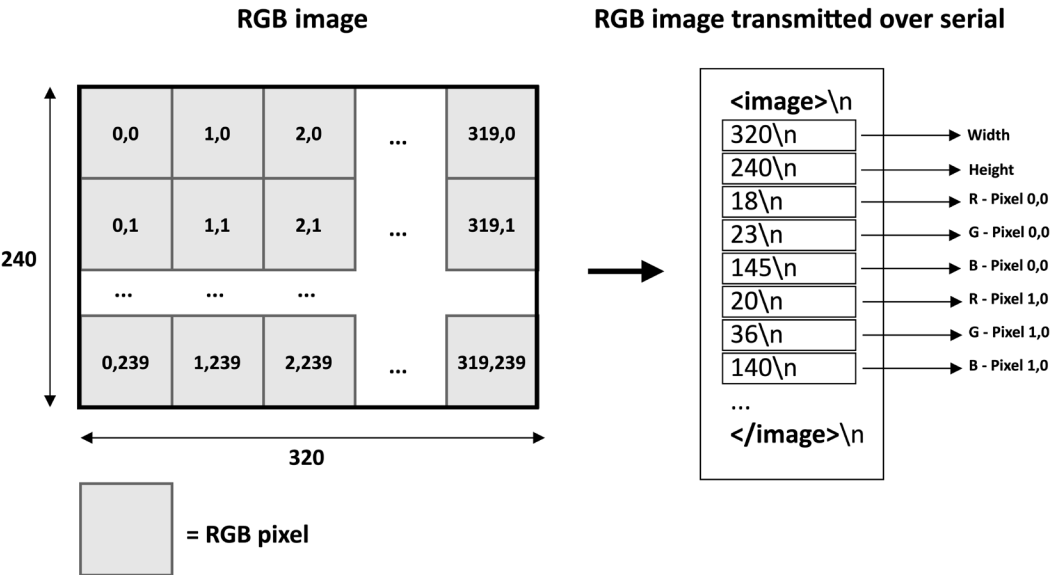 RGB image
0,0 1,0 2,0 ... 319,0
0,1 1,1 2,1 ... 319,1
240
... ... ...
0,239 1,239 2,239 ... 319,239
320
= RGB pixel
RGB image transmitted over serial
<image>\n
320\n Width
240\n Height
18\n R - Pixel 0,0
23\n G - Pixel 0,0
145\n B - Pixel 0,0
20\n R - Pixel 1,0
36\n G - Pixel 1,0
140\n B - Pixel 1,0
...
</image>\n